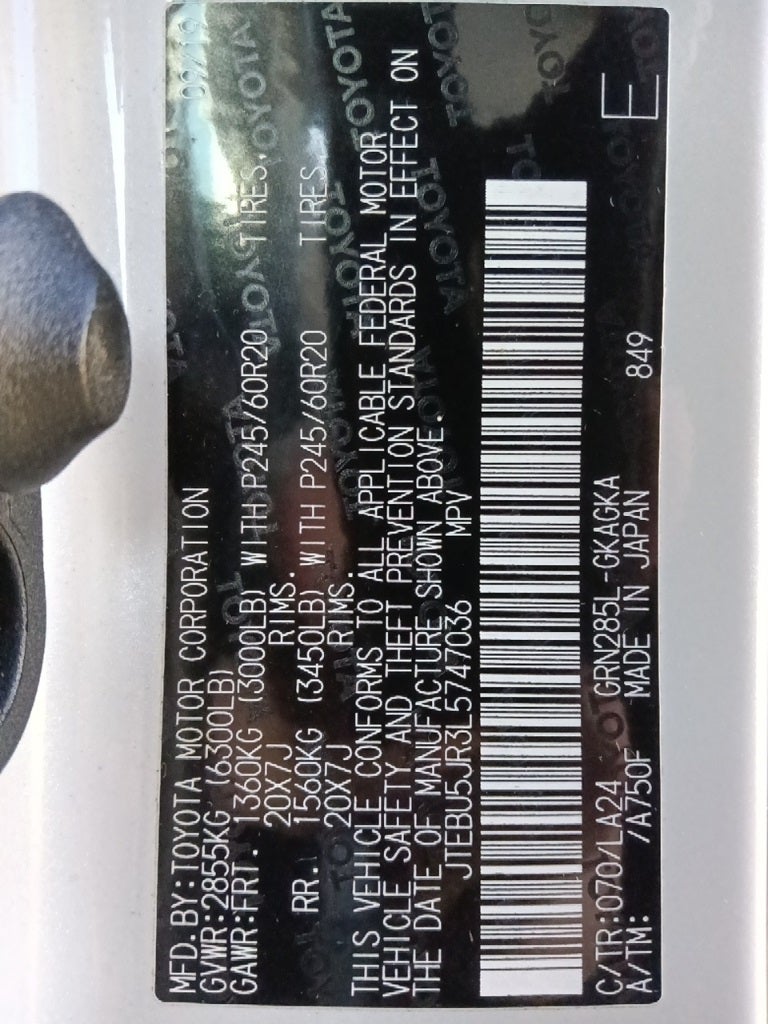 MFD.BY:TOYOTA MOTOR CORPORATION 09/19
GVWR:2855KG (6300LB)
GAWR:FRT. 1360KG (3000LB) WITH P245/60R20 TIRES,
20X7J RIMS.
RR. 1560KG (3450LB) WITH P245/60R20 TIRES
20X7J RIMS.
THIS VEHICLE CONFORMS TO ALL APPLICABLE FEDERAL MOTOR
VEHICLE SAFETY AND THEFT PREVENTION STANDARDS IN EFFECT ON
THE DATE OF MANUFACTURE SHOWN ABOVE.
JTEBU5JR3L5747036 MPV
C/TR:070/LA24 GRN285L-GKAGKA
A/TM: /A750F MADE IN JAPAN 849
E